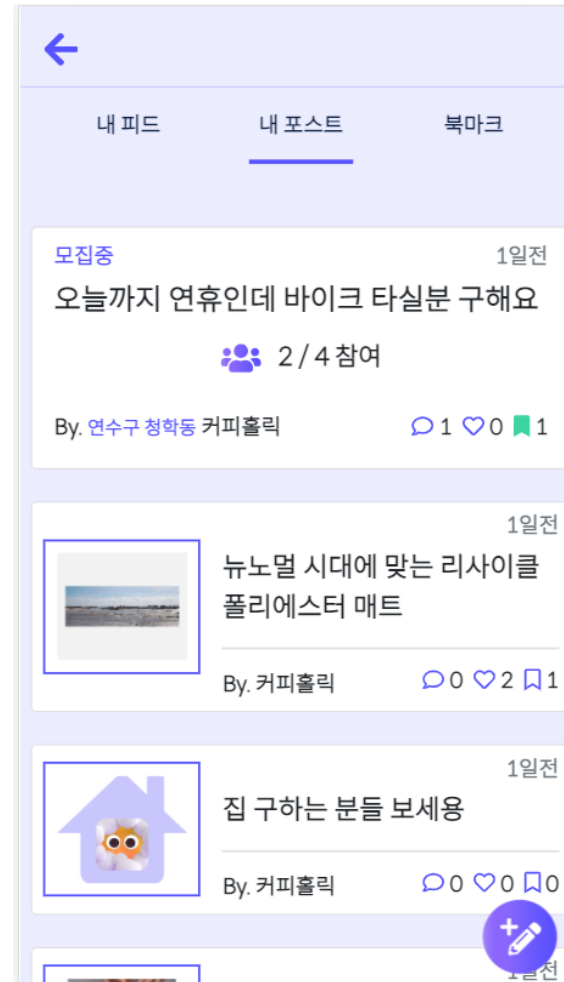 내 피드 내 포스트 북마크
모집중 1일전
오늘까지 연휴인데 바이크 타실분 구해요
2 / 4 참여
By. 연수구 청학동 커피홀릭 1 0 1
1일전
뉴노멀 시대에 맞는 리사이클
폴리에스터 매트
By. 커피홀릭 0 2 1
1일전
집 구하는 분들 보세용
By. 커피홀릭 0 0 0